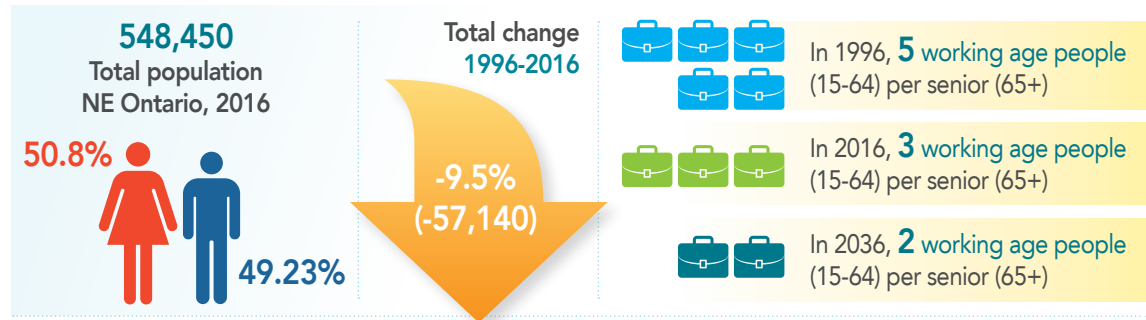 548,450
Total population
NE Ontario, 2016
50.8%
49.23%
Total change
1996-2016
-9.5%
(-57,140)
In 1996, 5 working age people
(15-64) per senior (65+)
In 2016, 3 working age people
(15-64) per senior (65+)
In 2036, 2 working age people
(15-64) per senior (65+)